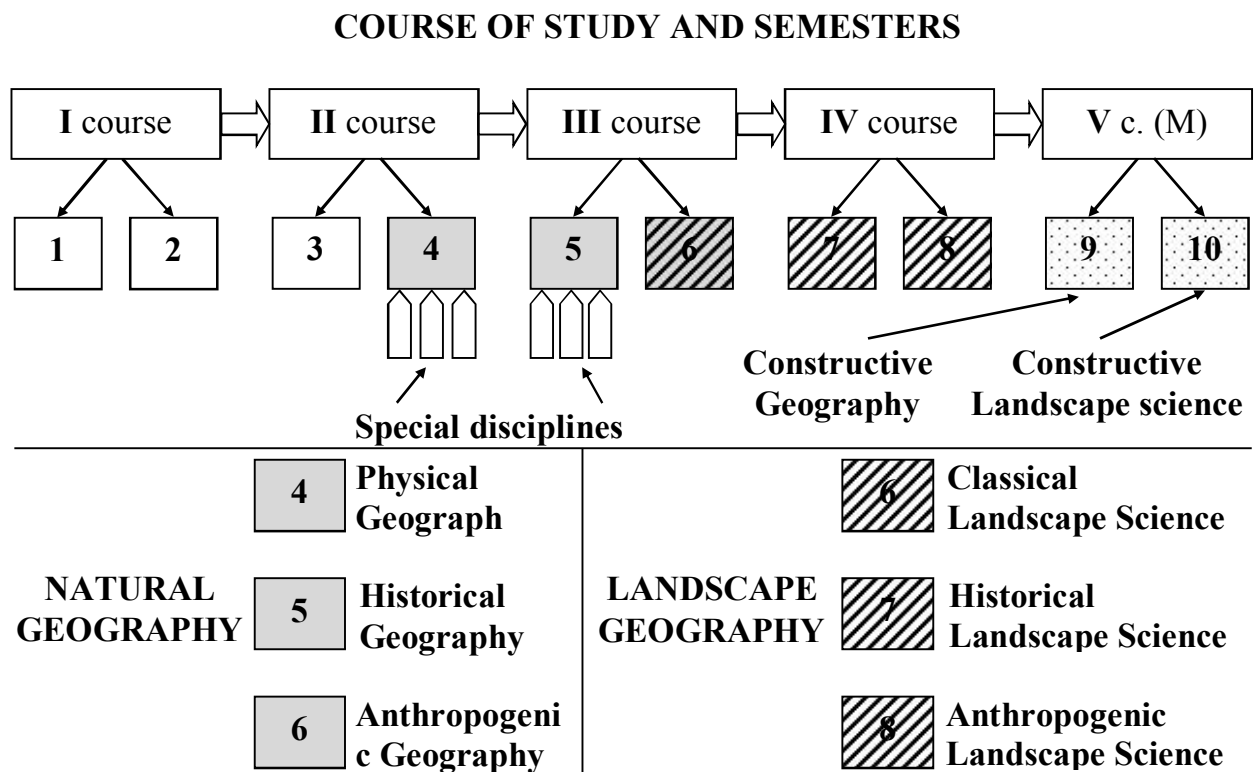 COURSE OF STUDY AND SEMESTERS
I course
II course
III course
IV course
V c. (M)
1
2
3
4
5
6
7
8
9
10
Constructive
Geography
Constructive
Landscape science
Special disciplines
NATURAL
GEOGRAPHY
4
Physical
Geograph
5
Historical
Geography
6
Anthropogeni
c Geography
LANDSCAPE
GEOGRAPHY
6
Classical
Landscape Science
7
Historical
Landscape Science
8
Anthropogenic
Landscape Science